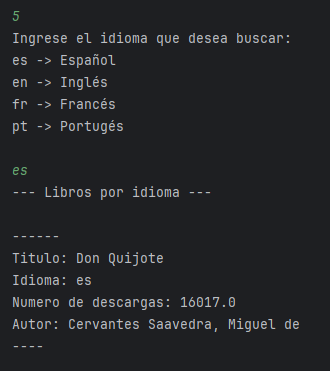 5
Ingrese el idioma que desea buscar:
es -> Español
en -> Inglés
fr -> Francés
pt -> Portugés
es
--- Libros por idioma ---
------
Titulo: Don Quijote
Idioma: es
Numero de descargas: 16017.0
Autor: Cervantes Saavedra, Miguel de
----